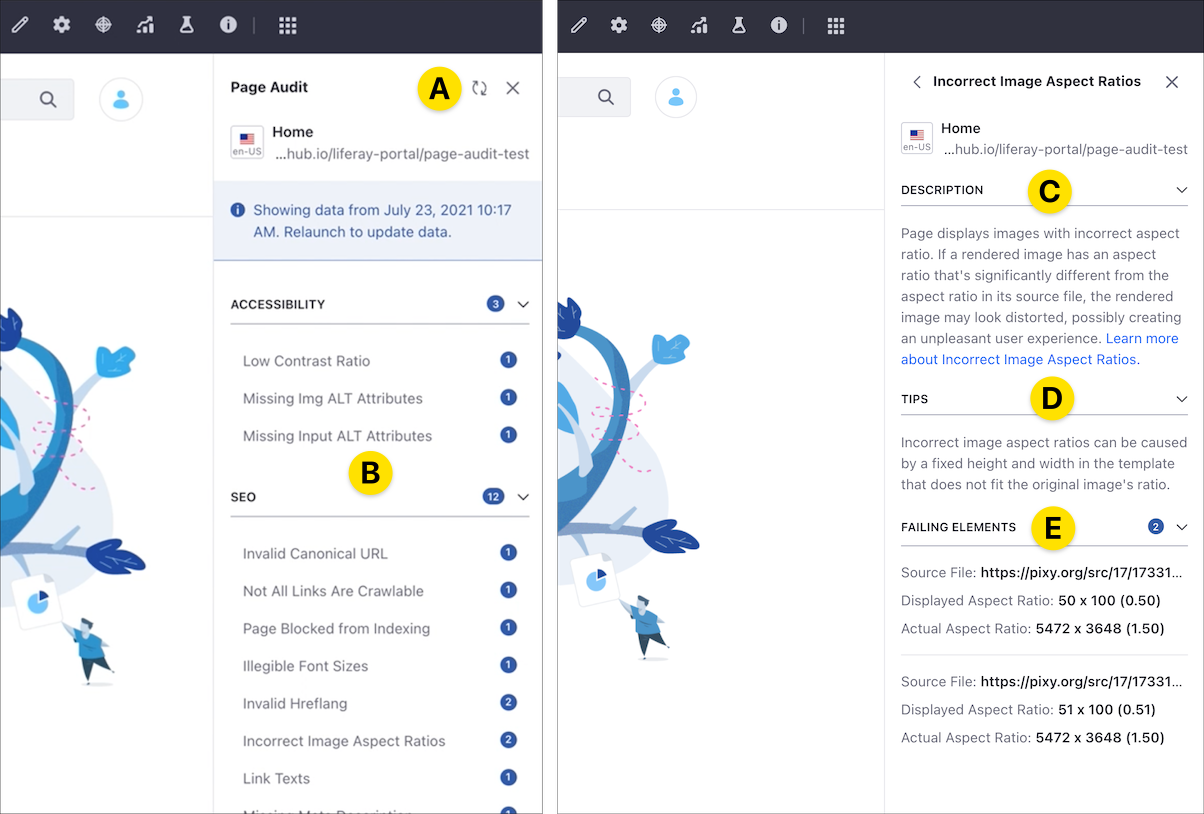 Page Audit
A
en-US
Home
...hub.io/liferay-portal/page-audit-test
Showing data from July 23, 2021 10:17
AM. Relaunch to update data.
ACCESSIBILITY 3
Low Contrast Ratio 1
Missing Img ALT Attributes 1
Missing Input ALT Attributes 1
B
SEO 12
Invalid Canonical URL 1
Not All Links Are Crawlable 1
Page Blocked from Indexing 1
Illegible Font Sizes 1
Invalid Hreflang 2
Incorrect Image Aspect Ratios 2
Link Texts 1
Missing Meta Description 1
Incorrect Image Aspect Ratios
en-US
Home
...hub.io/liferay-portal/page-audit-test
DESCRIPTION C
Page displays images with incorrect aspect
ratio. If a rendered image has an aspect
ratio that's significantly different from the
aspect ratio in its source file, the rendered
image may look distorted, possibly creating
an unpleasant user experience. Learn more
about Incorrect Image Aspect Ratios.
TIPS D
Incorrect image aspect ratios can be caused
by a fixed height and width in the template
that does not fit the original image's ratio.
FAILING ELEMENTS E 2
Source File: https://pixy.org/src/17/17331...
Displayed Aspect Ratio: 50 x 100 (0.50)
Actual Aspect Ratio: 5472 x 3648 (1.50)
Source File: https://pixy.org/src/17/17331...
Displayed Aspect Ratio: 51 x 100 (0.51)
Actual Aspect Ratio: 5472 x 3648 (1.50)